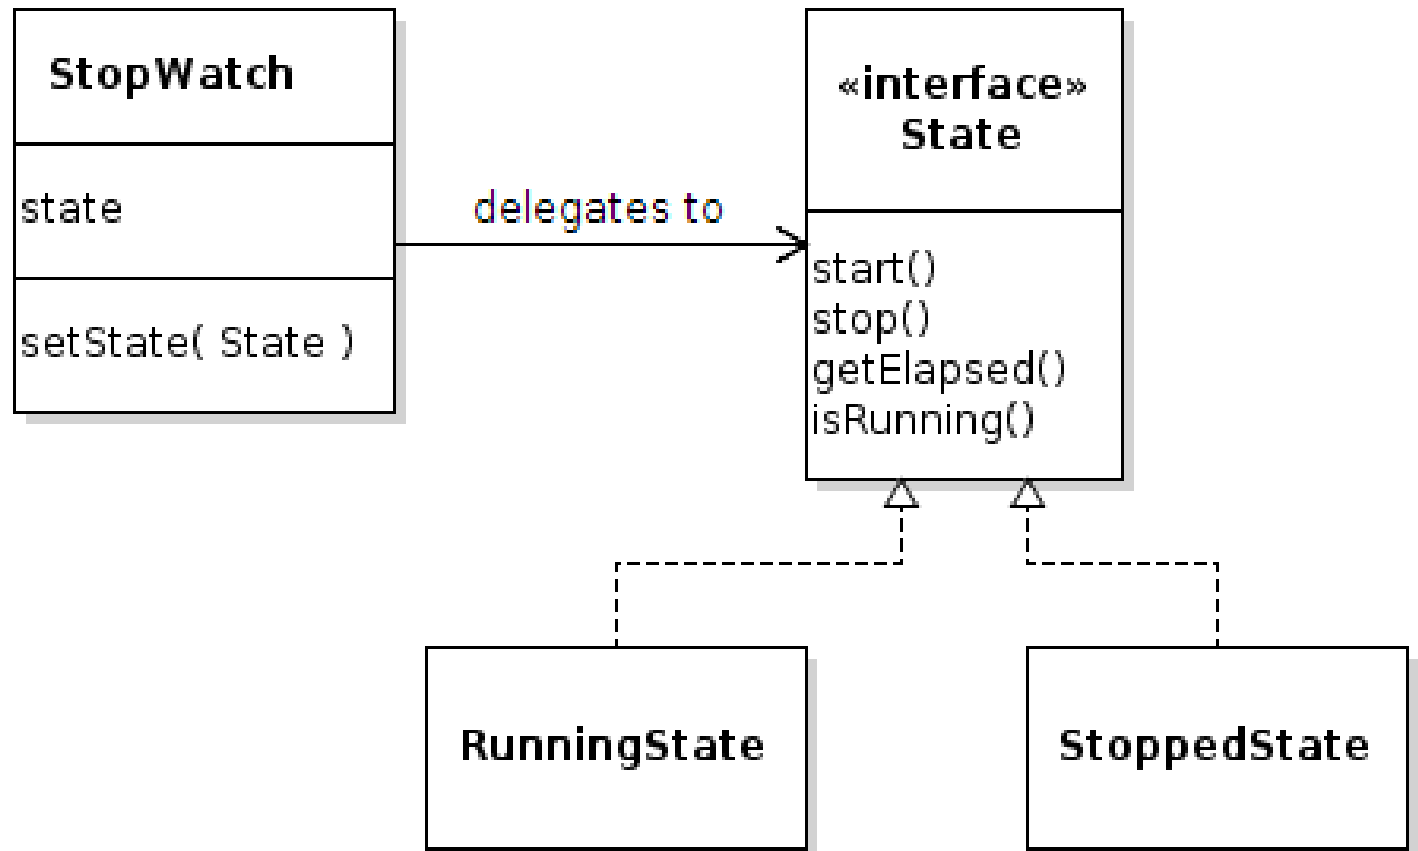 StopWatch
state
setState( State )
delegates to
«interface»
State
start()
stop()
getElapsed()
isRunning()
RunningState
StoppedState